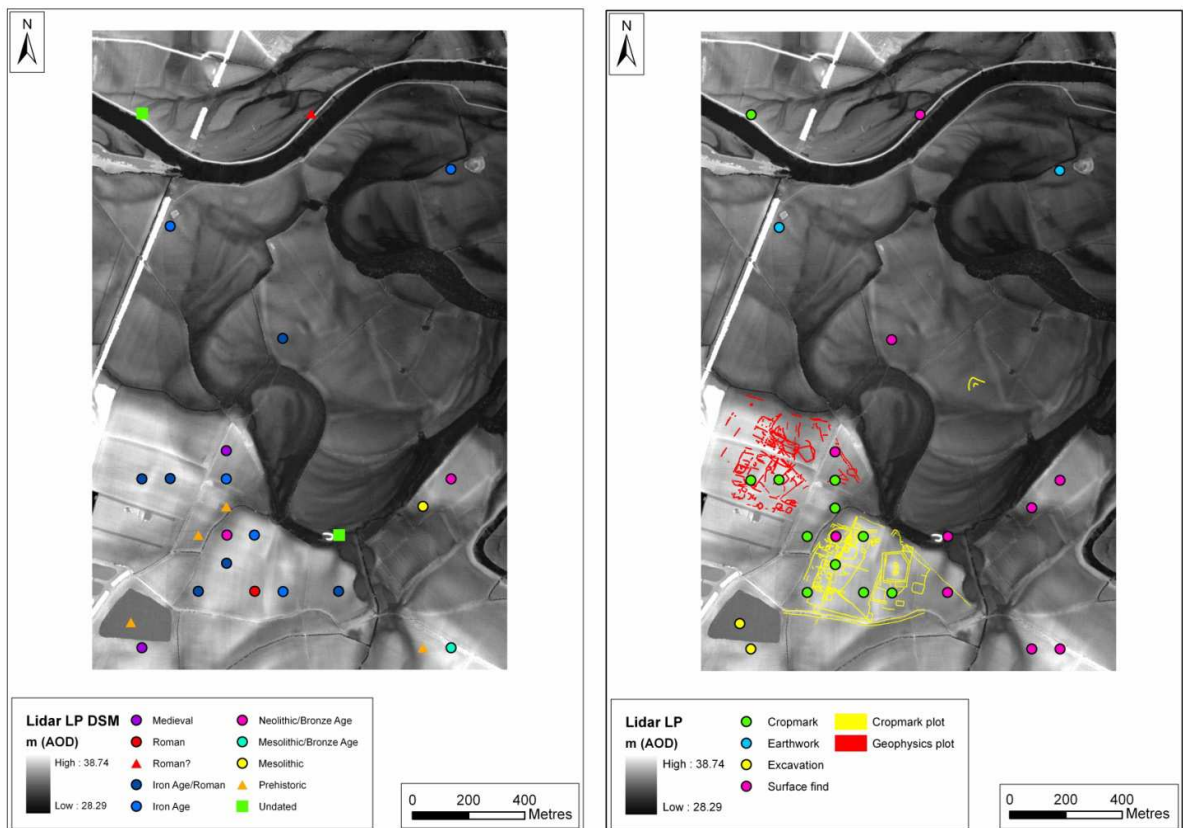 N
Lidar LP DSM
m (AOD)
High : 38.74
Low : 28.29
Medieval
Roman
Roman?
Iron Age/Roman
Iron Age
Neolithic/Bronze Age
Mesolithic/Bronze Age
Mesolithic
Prehistoric
Undated
0 200 400
Metres
N
Lidar LP
m (AOD)
High : 38.74
Low : 28.29
Cropmark
Earthwork
Excavation
Surface find
Cropmark plot
Geophysics plot
0 200 400
Metres